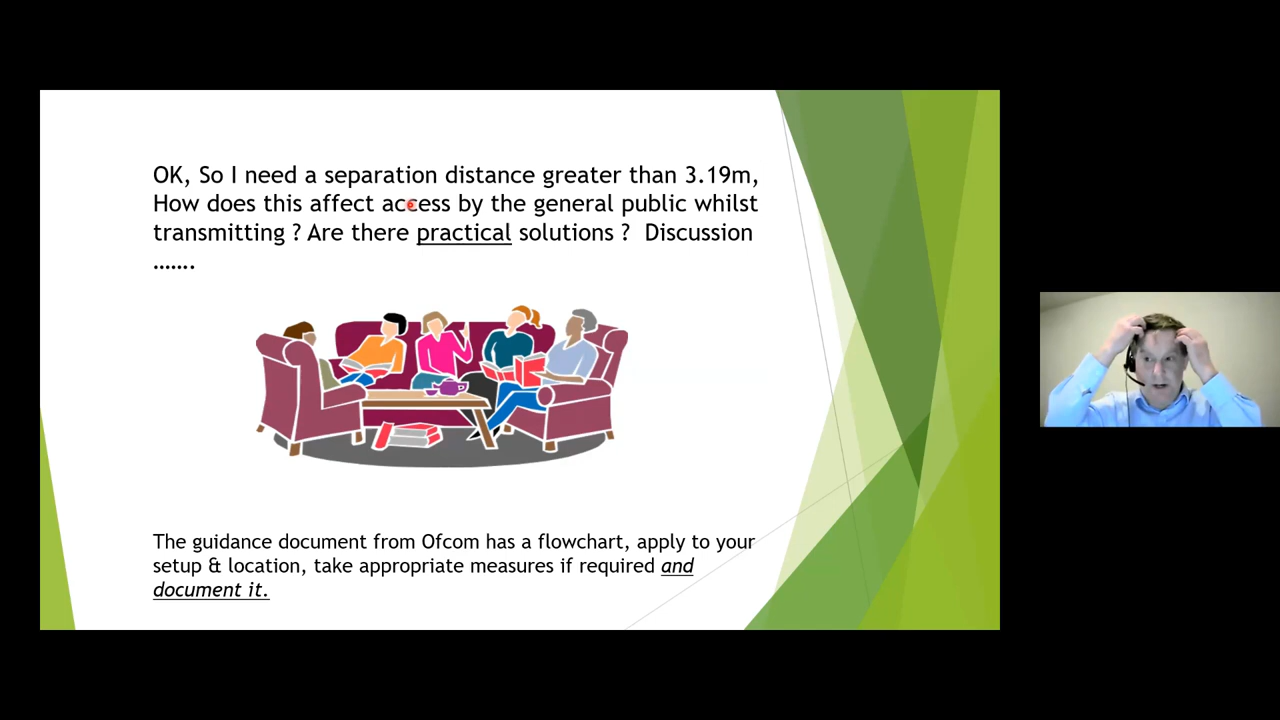 OK, So I need a separation distance greater than 3.19m,
How does this affect access by the general public whilst
transmitting ? Are there practical solutions ? Discussion
…….
The guidance document from Ofcom has a flowchart, apply to your
setup & location, take appropriate measures if required and
document it.